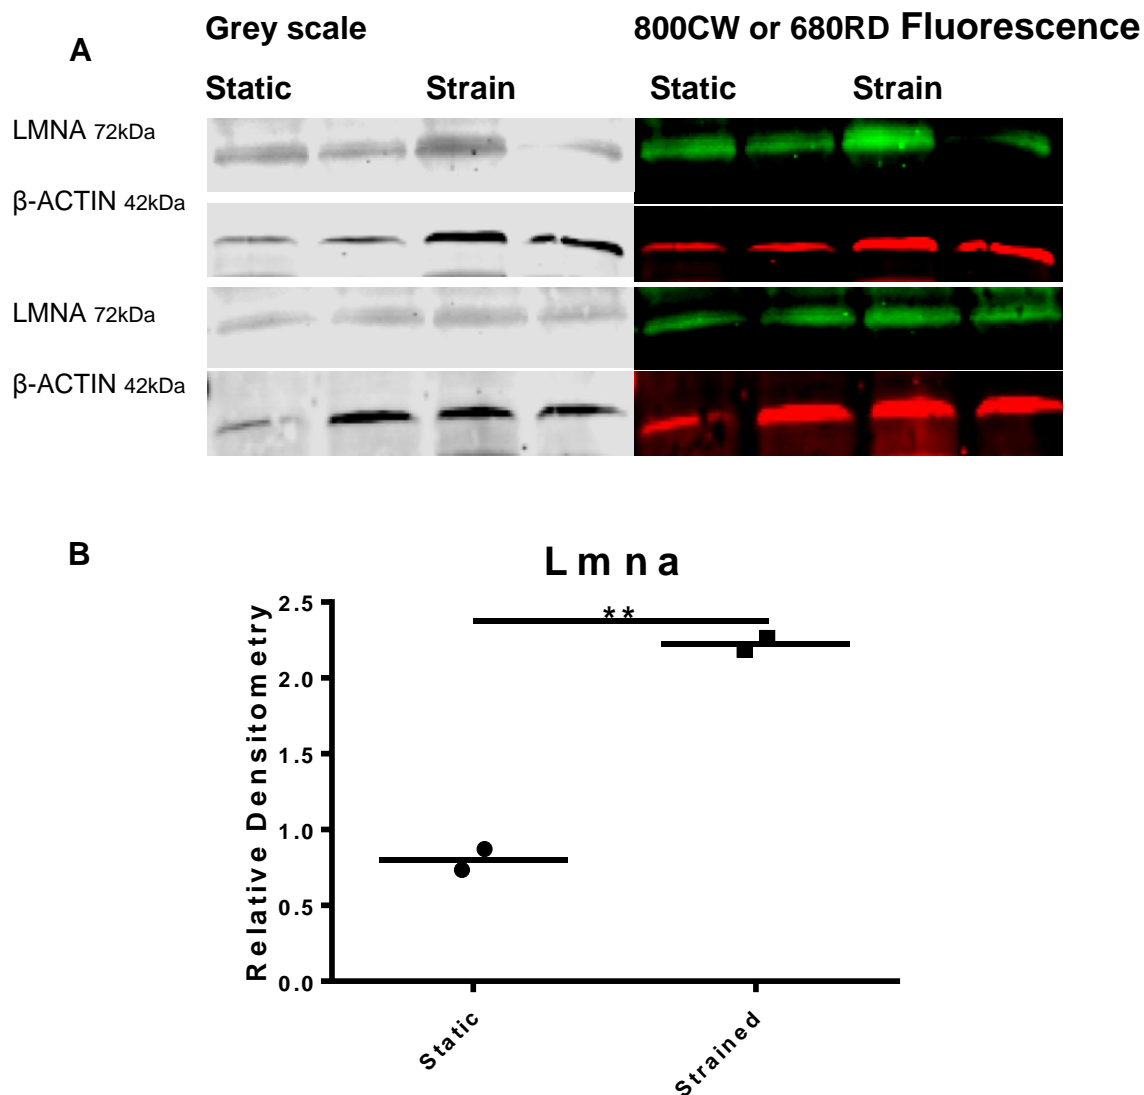 A
Grey scale
800CW or 680RD Fluorescence
Static Strain Static Strain
LMNA 72kDa
β-ACTIN 42kDa
LMNA 72kDa
β-ACTIN 42kDa
B
Lmna
**
Relative Densitometry
2.5
2.0
1.5
1.0
0.5
0.0
Static
Strained